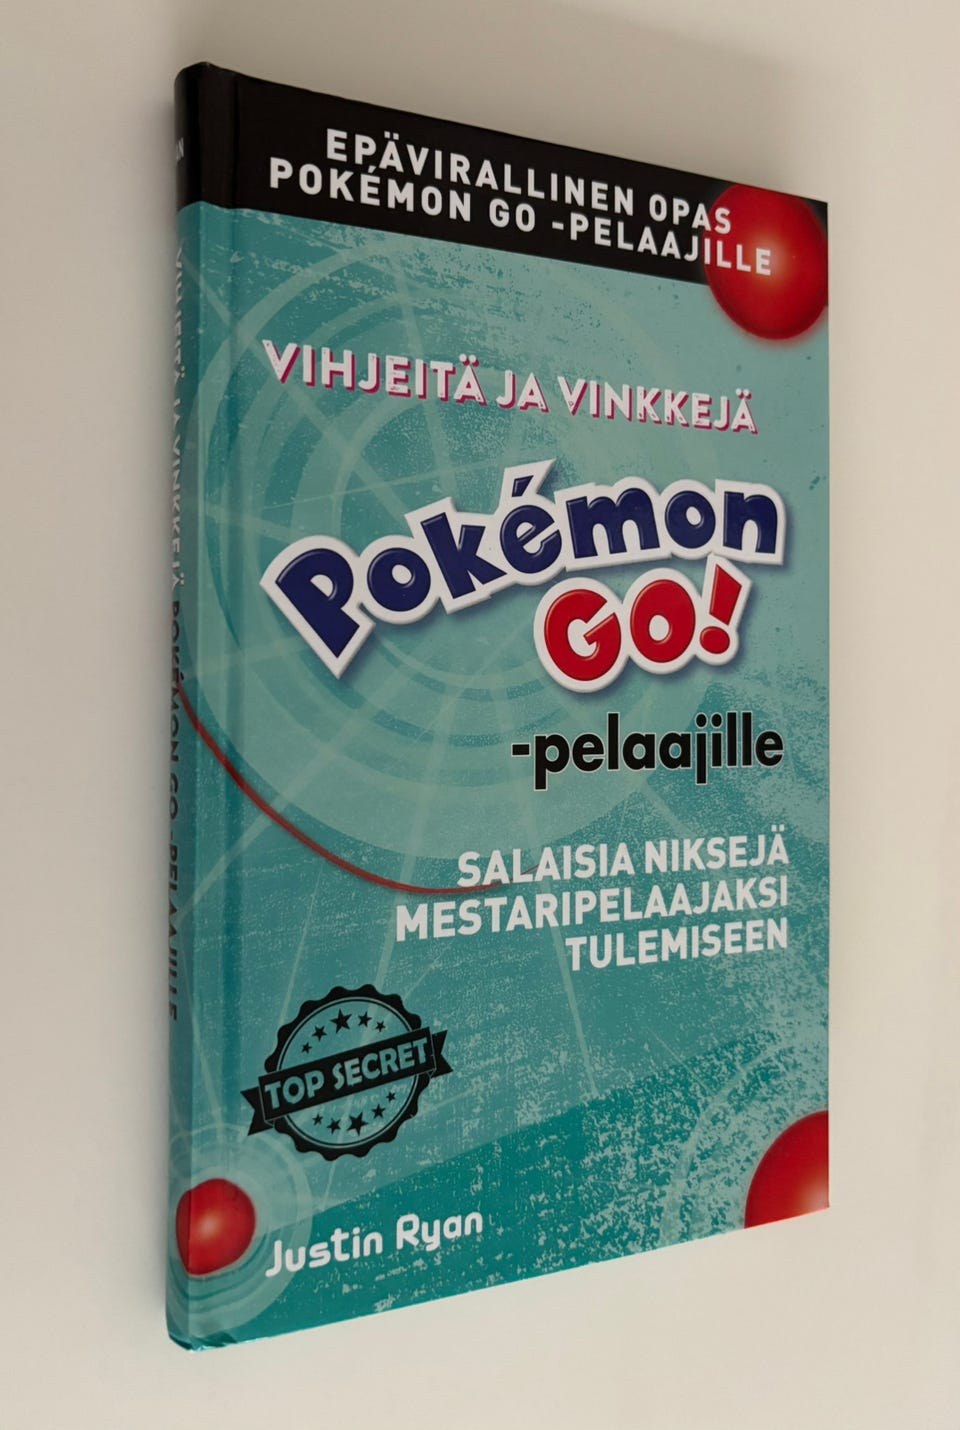 EPÄVIRALLINEN OPAS
POKÉMON GO -PELAAJILLE
VIHJEITÄ JA VINKKEJÄ
Pokémon
GO!
-pelaajille
SALAISIA NIKSEJÄ
MESTARIPELAAJAKSI
TULEMISEEN
TOP SECRET
Justin Ryan
VIHJEITÄ JA VINKKEJÄ POKÉMON GO -PELAAJILLE